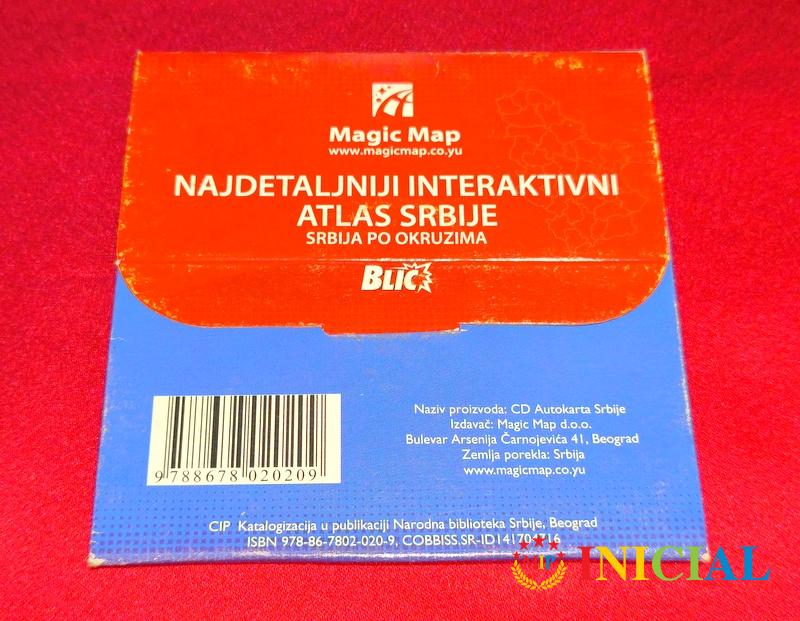 Magic Map
www.magicmap.co.yu
NAJDETALJNIJI INTERAKTIVNI
ATLAS SRBIJE
SRBIJA PO OKRUZIMA
BLIC
Naziv proizvoda: CD Autokarta Srbije
Izdavač: Magic Map d.o.o.
Bulevar Arsenija Čarnojevića 41, Beograd
Zemlja porekla: Srbija
www.magicmap.co.yu
9 788678 020209
CIP Katalogizacija u publikaciji Narodna biblioteka Srbije, Beograd
ISBN 978-86-7802-020-9, COBBISS.SR-ID141704716
INICIAL